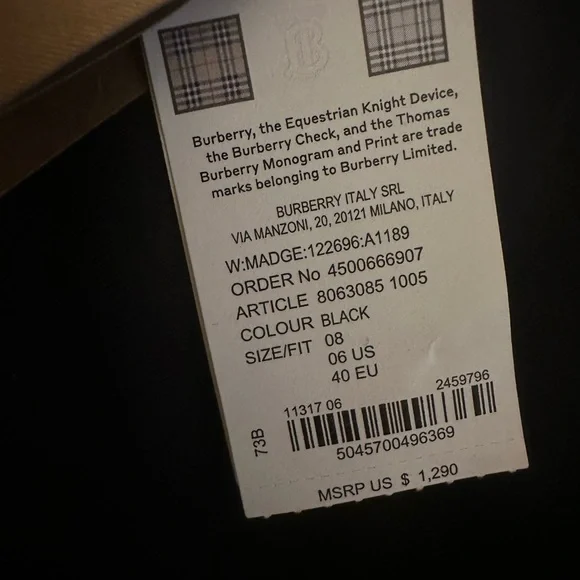 Burberry, the Equestrian Knight Device,
the Burberry Check, and the Thomas
Burberry Monogram and Print are trade
marks belonging to Burberry Limited.
BURBERRY ITALY SRL
VIA MANZONI, 20, 20121 MILANO, ITALY
W:MADGE:122696:A1189
ORDER No 4500666907
ARTICLE 8063085 1005
COLOUR BLACK
SIZE/FIT 08
06 US
40 EU
73B
11317 06 2459796
5045700496369
MSRP US $ 1,290